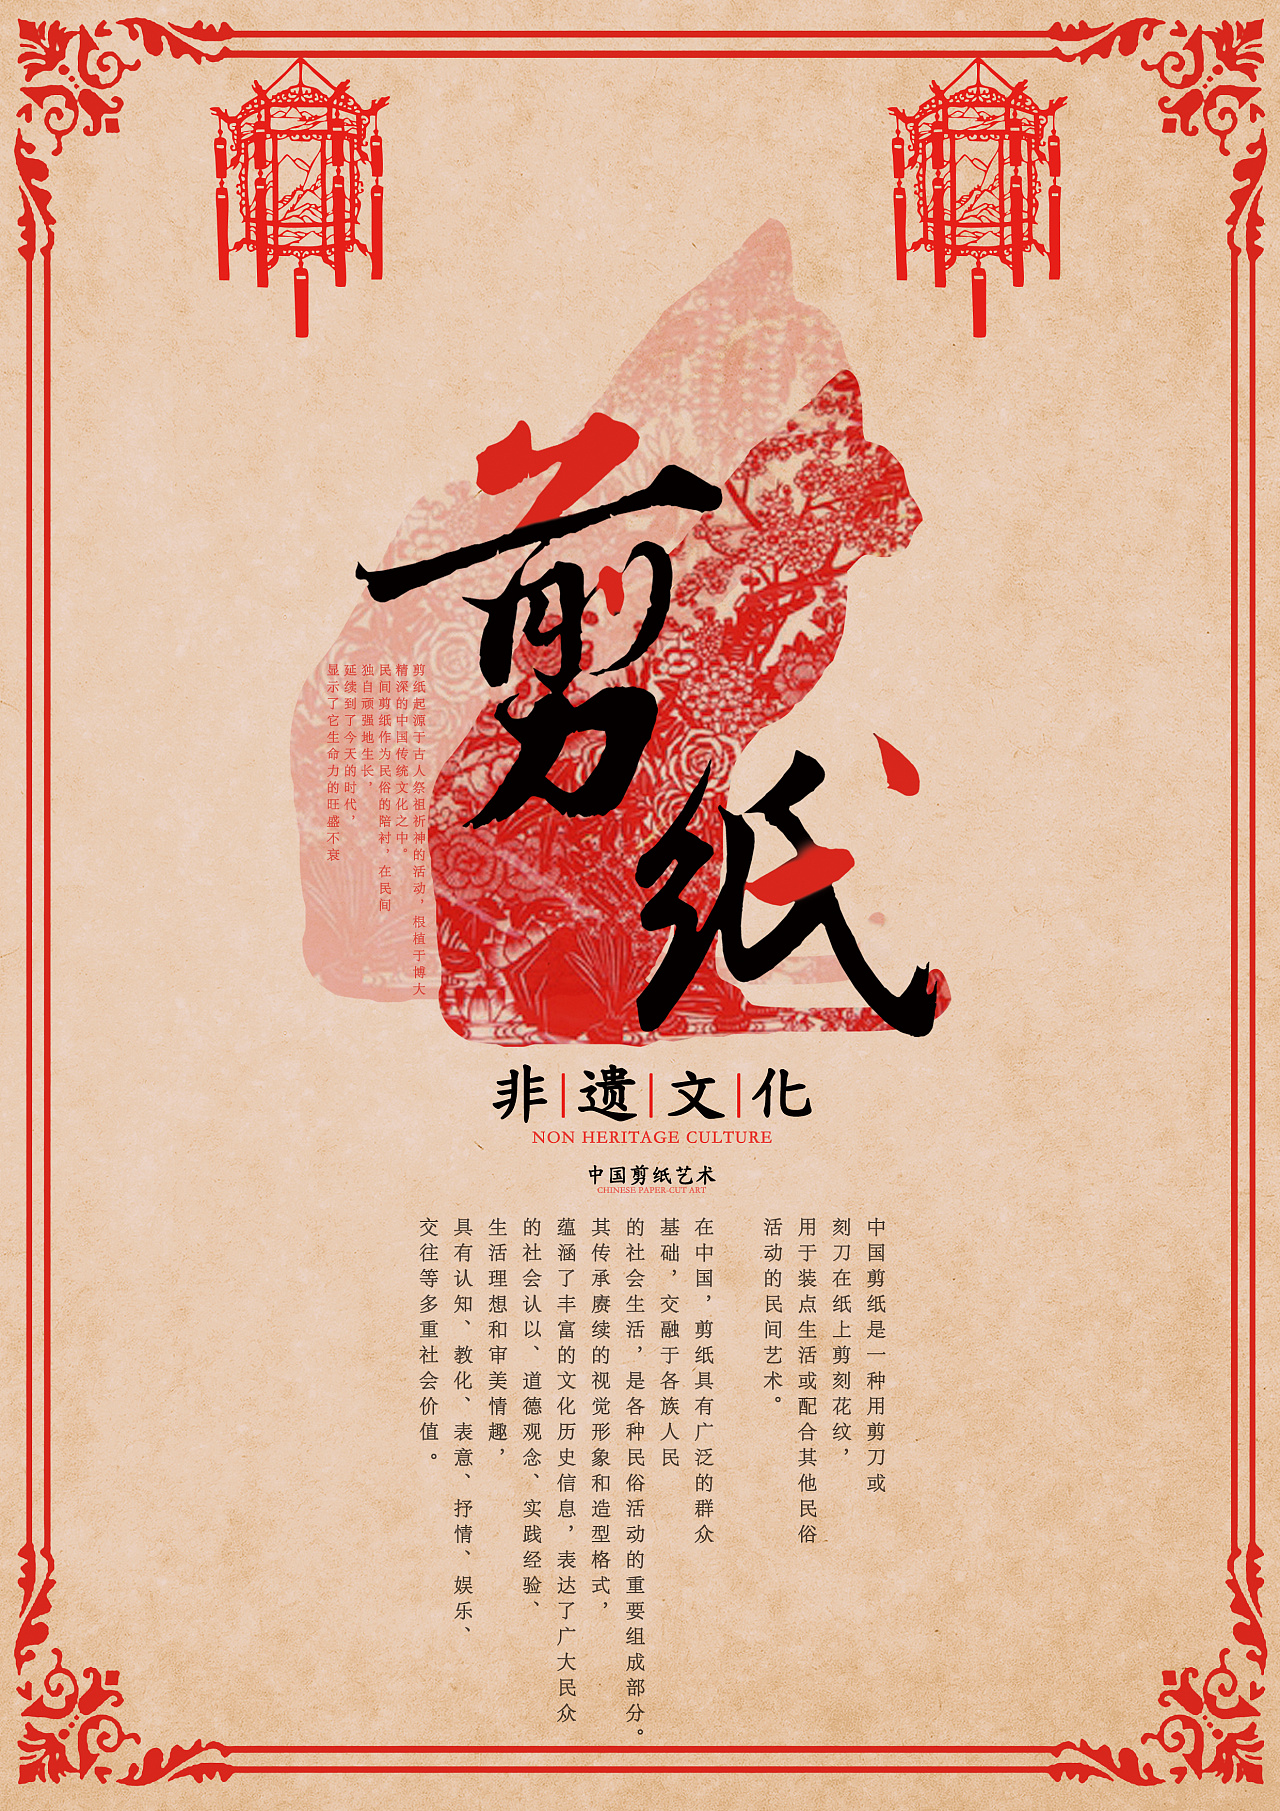 剪纸
剪纸起源于古人祭祖祈神的活动，根植于博大
精深的中国传统文化之中。
民间剪纸作为民俗的陪衬，在民间
独自顽强地生长，
延续到了今天的时代，
显示了它生命力的旺盛不衰
非|遗|文|化
NON HERITAGE CULTURE
中国剪纸艺术
CHINESE PAPER-CUT ART
中国剪纸是一种用剪刀或
刻刀在纸上剪刻花纹，
用于装点生活或配合其他民俗
活动的民间艺术。
在中国，剪纸具有广泛的群众
基础，交融于各族人民
的社会生活，是各种民俗活动的重要组成部分。
其传承赓续的视觉形象和造型格式，
蕴涵了丰富的文化历史信息，表达了广大民众
的社会认以、道德观念、实践经验、
生活理想和审美情趣，
具有认知、教化、表意、抒情、娱乐、
交往等多重社会价值。